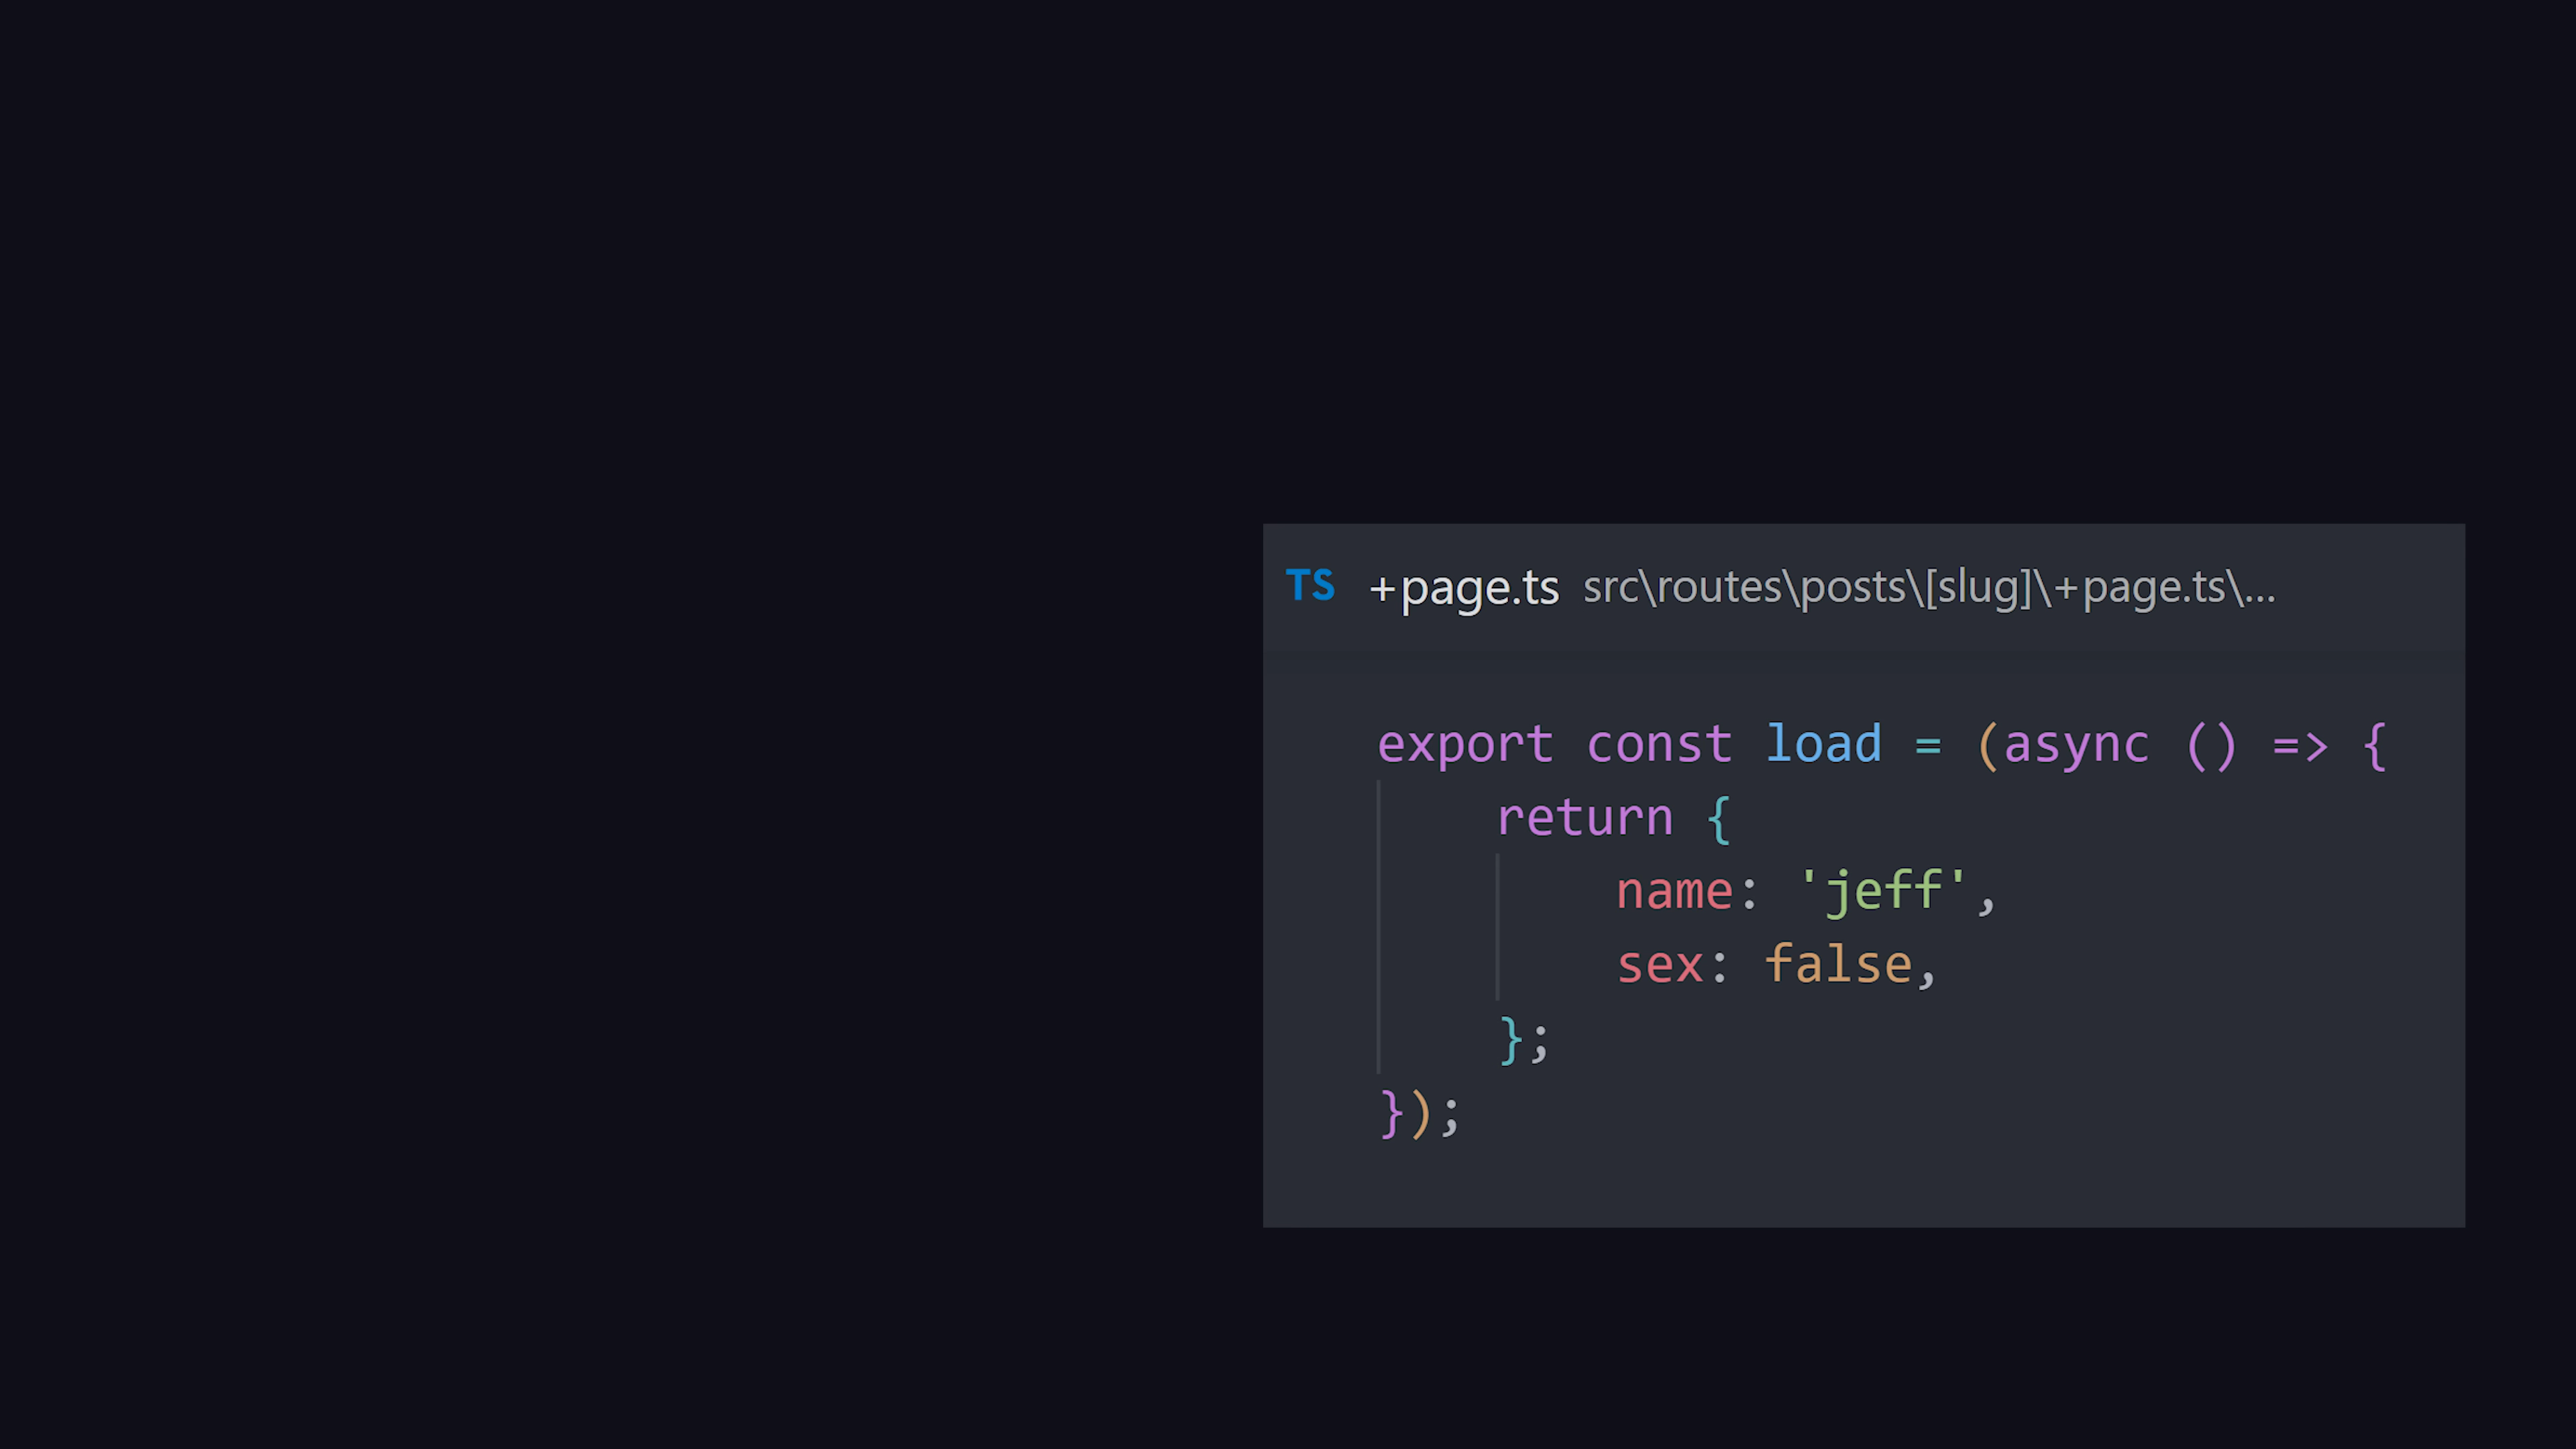 TS +page.ts src\routes\posts\[slug]\+page.ts\...
export const load = (async () => {
return {
name: 'jeff',
sex: false,
};
});